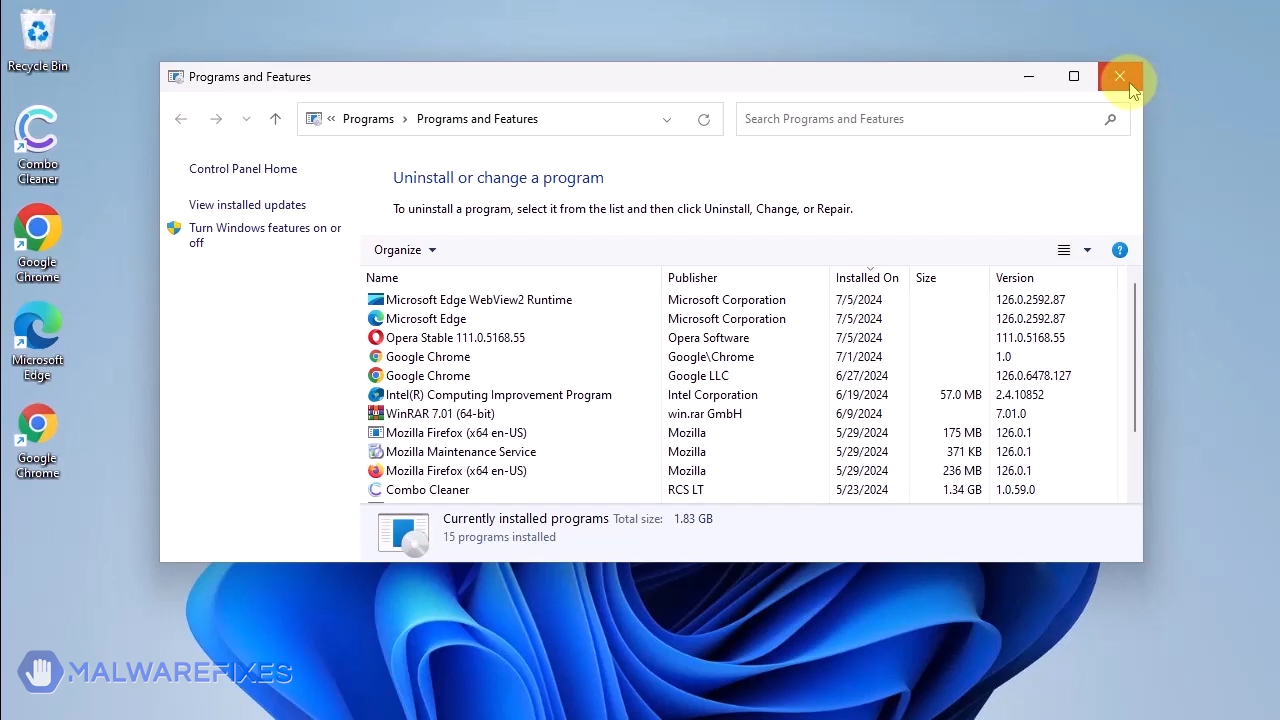 Recycle Bin
Combo
Cleaner
Google
Chrome
Microsoft
Edge
Google
Chrome
Programs and Features
« Programs > Programs and Features
Search Programs and Features
Control Panel Home
View installed updates
Turn Windows features on or
off
Uninstall or change a program
To uninstall a program, select it from the list and then click Uninstall, Change, or Repair.
Organize
Name Publisher Installed On Size Version
Microsoft Edge WebView2 Runtime Microsoft Corporation 7/5/2024 126.0.2592.87
Microsoft Edge Microsoft Corporation 7/5/2024 126.0.2592.87
Opera Stable 111.0.5168.55 Opera Software 7/5/2024 111.0.5168.55
Google Chrome Google\Chrome 7/1/2024 1.0
Google Chrome Google LLC 6/27/2024 126.0.6478.127
Intel(R) Computing Improvement Program Intel Corporation 6/19/2024 57.0 MB 2.4.10852
WinRAR 7.01 (64-bit) win.rar GmbH 6/9/2024 7.01.0
Mozilla Firefox (x64 en-US) Mozilla 5/29/2024 175 MB 126.0.1
Mozilla Maintenance Service Mozilla 5/29/2024 371 KB 126.0.1
Mozilla Firefox (x64 en-US) Mozilla 5/29/2024 236 MB 126.0.1
Combo Cleaner RCS LT 5/23/2024 1.34 GB 1.0.59.0
Currently installed programs Total size: 1.83 GB
15 programs installed
MALWAREFIXES